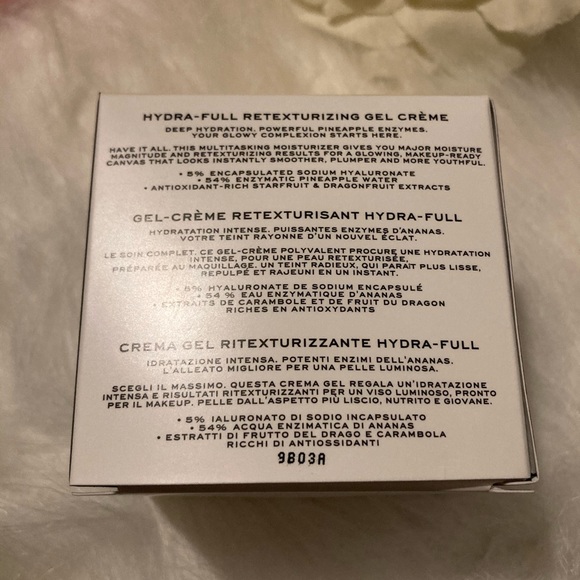 HYDRA-FULL RETEXTURIZING GEL CRÈME
DEEP HYDRATION. POWERFUL PINEAPPLE ENZYMES.
YOUR GLOWY COMPLEXION STARTS HERE.
HAVE IT ALL. THIS MULTITASKING MOISTURIZER GIVES YOU MAJOR MOISTURE
MAGNITUDE AND RETEXTURIZING RESULTS FOR A GLOWING, MAKEUP-READY
CANVAS THAT LOOKS INSTANTLY SMOOTHER, PLUMPER AND MORE YOUTHFUL.
• 5% ENCAPSULATED SODIUM HYALURONATE
• 54% ENZYMATIC PINEAPPLE WATER
• ANTIOXIDANT-RICH STARFRUIT & DRAGONFRUIT EXTRACTS
GEL-CRÈME RETEXTURISANT HYDRA-FULL
HYDRATATION INTENSE. PUISSANTES ENZYMES D'ANANAS.
VOTRE TEINT RAYONNE D'UN NOUVEL ÉCLAT.
LE SOIN COMPLET. CE GEL-CRÈME POLYVALENT PROCURE UNE HYDRATATION
INTENSE, POUR UNE PEAU RETEXTURISÉE,
PRÉPARÉE AU MAQUILLAGE. UN TEINT RADIEUX, QUI PARAÎT PLUS LISSE,
REPULPÉ ET RAJEUNI EN UN INSTANT.
• 5% HYALURONATE DE SODIUM ENCAPSULÉ
• 54 % EAU ENZYMATIQUE D'ANANAS
• EXTRAITS DE CARAMBOLE ET DE FRUIT DU DRAGON
RICHES EN ANTIOXYDANTS
CREMA GEL RITEXTURIZZANTE HYDRA-FULL
IDRATAZIONE INTENSA. POTENTI ENZIMI DELL'ANANAS.
L'ALLEATO MIGLIORE PER UNA PELLE LUMINOSA.
SCEGLI IL MASSIMO. QUESTA CREMA GEL REGALA UN'IDRATAZIONE
INTENSA E RISULTATI RITEXTURIZZANTI PER UN VISO LUMINOSO, PRONTO
PER IL MAKEUP. PELLE DALL'ASPETTO PIÙ LISCIO, NUTRITO E GIOVANE.
• 5% IALURONATO DI SODIO INCAPSULATO
• 54% ACQUA ENZIMATICA DI ANANAS
• ESTRATTI DI FRUTTO DEL DRAGO E CARAMBOLA
RICCHI DI ANTIOSSIDANTI
9B03A